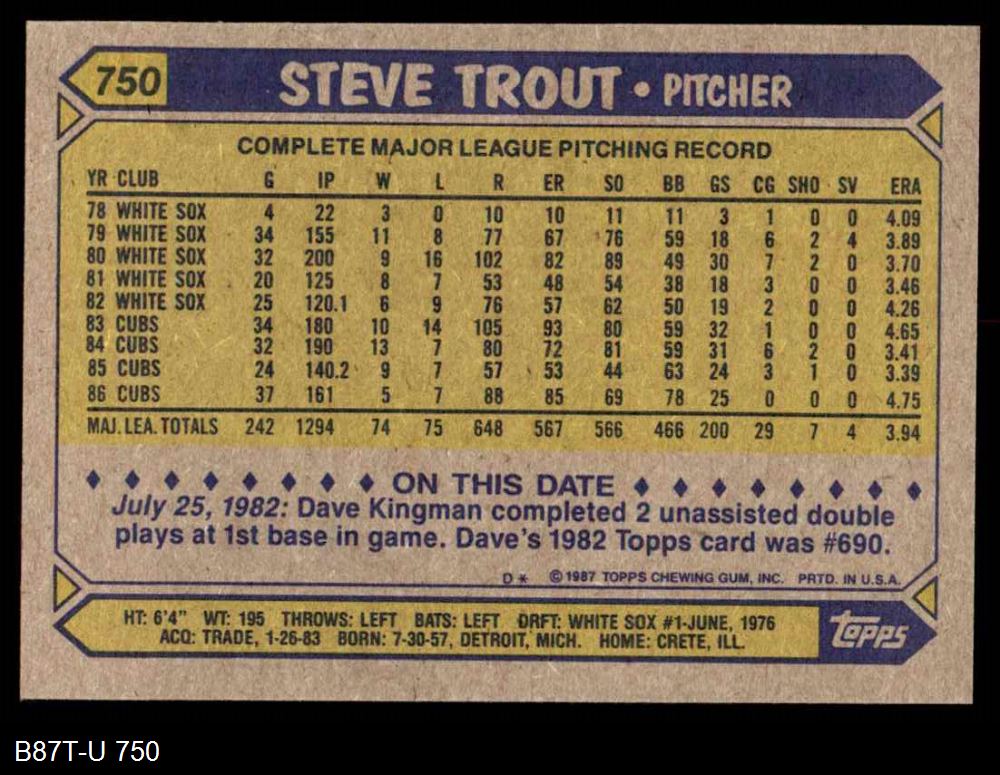 750 STEVE TROUT • PITCHER
COMPLETE MAJOR LEAGUE PITCHING RECORD
YR CLUB G IP W L R ER SO BB GS CG SHO SV ERA
78 WHITE SOX 4 22 3 0 10 10 11 11 3 1 0 0 4.09
79 WHITE SOX 34 155 11 8 77 67 76 59 18 6 2 4 3.89
80 WHITE SOX 32 200 9 16 102 82 89 49 30 7 2 0 3.70
81 WHITE SOX 20 125 8 7 53 48 54 38 18 3 0 0 3.46
82 WHITE SOX 25 120.1 6 9 76 57 62 50 19 2 0 0 4.26
83 CUBS 34 180 10 14 105 93 80 59 32 1 0 0 4.65
84 CUBS 32 190 13 7 80 72 81 59 31 6 2 0 3.41
85 CUBS 24 140.2 9 7 57 53 44 63 24 3 1 0 3.39
86 CUBS 37 161 5 7 88 85 69 78 25 0 0 0 4.75
MAJ. LEA. TOTALS 242 1294 74 75 648 567 566 466 200 29 7 4 3.94
♦ ♦ ♦ ♦ ♦ ♦ ♦ ♦ ON THIS DATE ♦ ♦ ♦ ♦ ♦ ♦ ♦ ♦
July 25, 1982: Dave Kingman completed 2 unassisted double
plays at 1st base in game. Dave's 1982 Topps card was #690.
D* ©1987 TOPPS CHEWING GUM, INC. PRTD. IN U.S.A.
HT: 6'4" WT: 195 THROWS: LEFT BATS: LEFT DRFT: WHITE SOX #1-JUNE, 1976
ACQ: TRADE, 1-26-83 BORN: 7-30-57, DETROIT, MICH. HOME: CRETE, ILL.
Topps
B87T-U 750